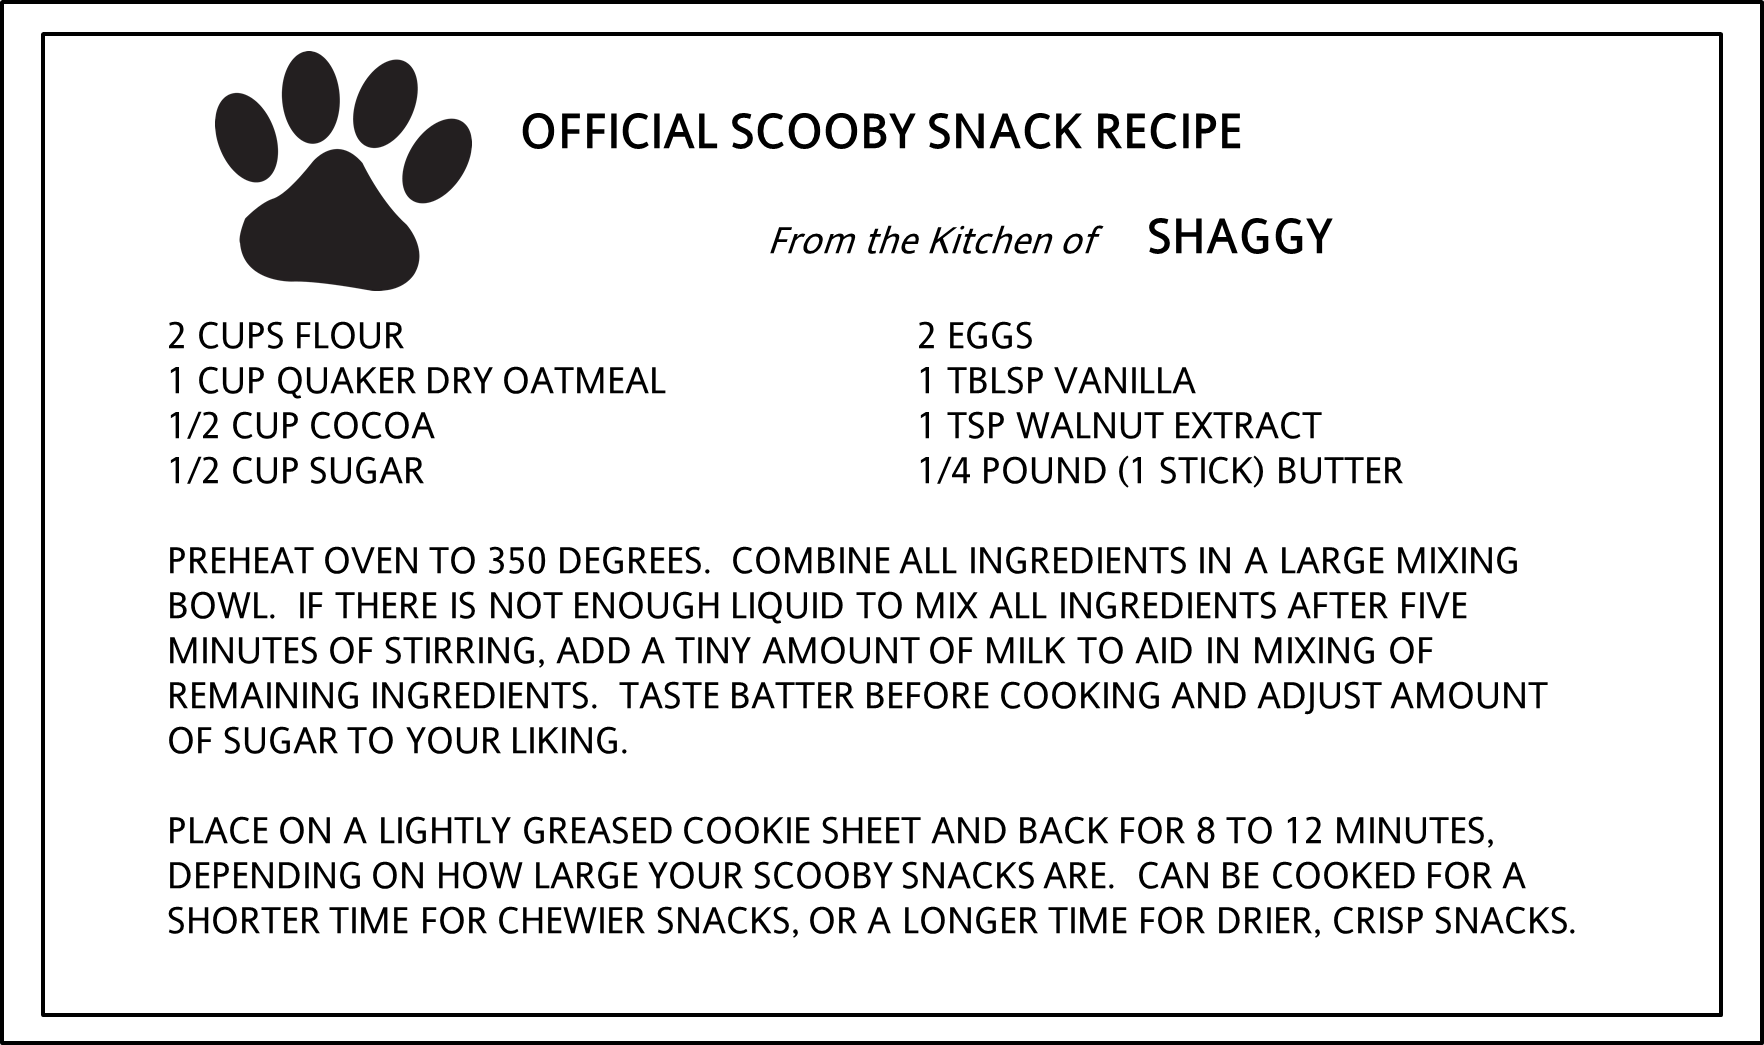 OFFICIAL SCOOBY SNACK RECIPE
From the Kitchen of SHAGGY
2 CUPS FLOUR
1 CUP QUAKER DRY OATMEAL
1/2 CUP COCOA
1/2 CUP SUGAR
2 EGGS
1 TBLSP VANILLA
1 TSP WALNUT EXTRACT
1/4 POUND (1 STICK) BUTTER
PREHEAT OVEN TO 350 DEGREES. COMBINE ALL INGREDIENTS IN A LARGE MIXING
BOWL. IF THERE IS NOT ENOUGH LIQUID TO MIX ALL INGREDIENTS AFTER FIVE
MINUTES OF STIRRING, ADD A TINY AMOUNT OF MILK TO AID IN MIXING OF
REMAINING INGREDIENTS. TASTE BATTER BEFORE COOKING AND ADJUST AMOUNT
OF SUGAR TO YOUR LIKING.
PLACE ON A LIGHTLY GREASED COOKIE SHEET AND BACK FOR 8 TO 12 MINUTES,
DEPENDING ON HOW LARGE YOUR SCOOBY SNACKS ARE. CAN BE COOKED FOR A
SHORTER TIME FOR CHEWIER SNACKS, OR A LONGER TIME FOR DRIER, CRISP SNACKS.